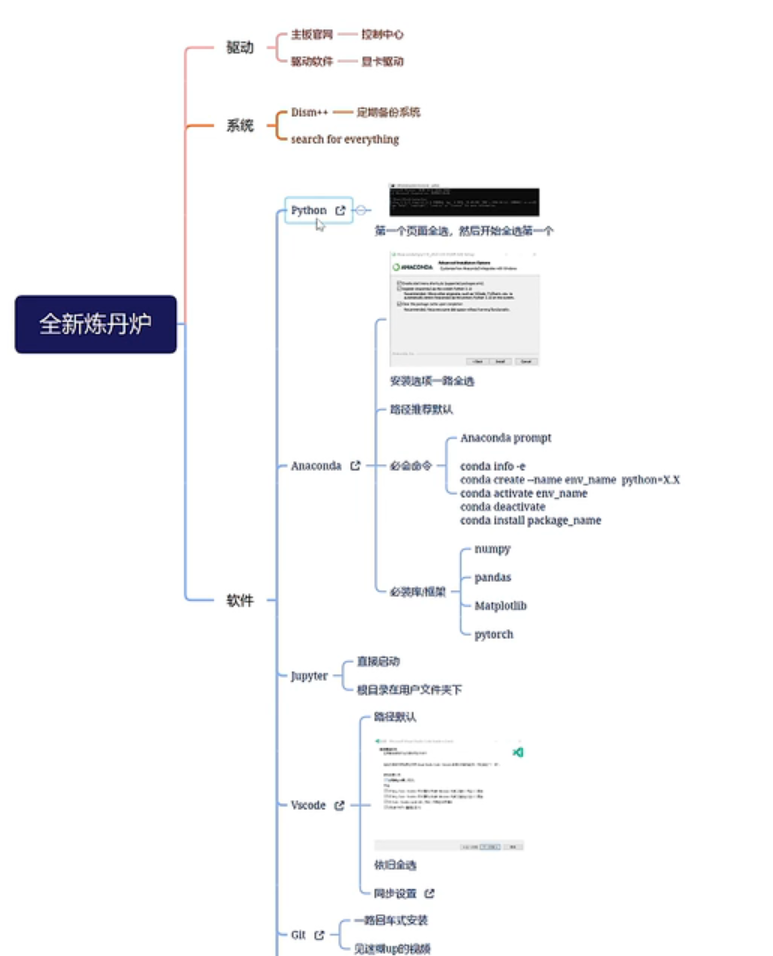 驱动
主板官网
控制中心
驱动软件
显卡驱动
系统
Dism++
定期备份系统
search for everything
全新炼丹炉
软件
Python
第一个页面全选，然后开始全选第一个
Anaconda
ANACONDA
Advanced Installation Options
安装选项一路全选
路径推荐默认
必会命令
Anaconda prompt
conda info -e
conda create --name env_name python=X.X
conda activate env_name
conda deactivate
conda install package_name
必装库/框架
numpy
pandas
Matplotlib
pytorch
Jupyter
直接启动
根目录在用户文件夹下
Vscode
路径默认
依旧全选
同步设置
Git
一路回车式安装
见这期up的视频